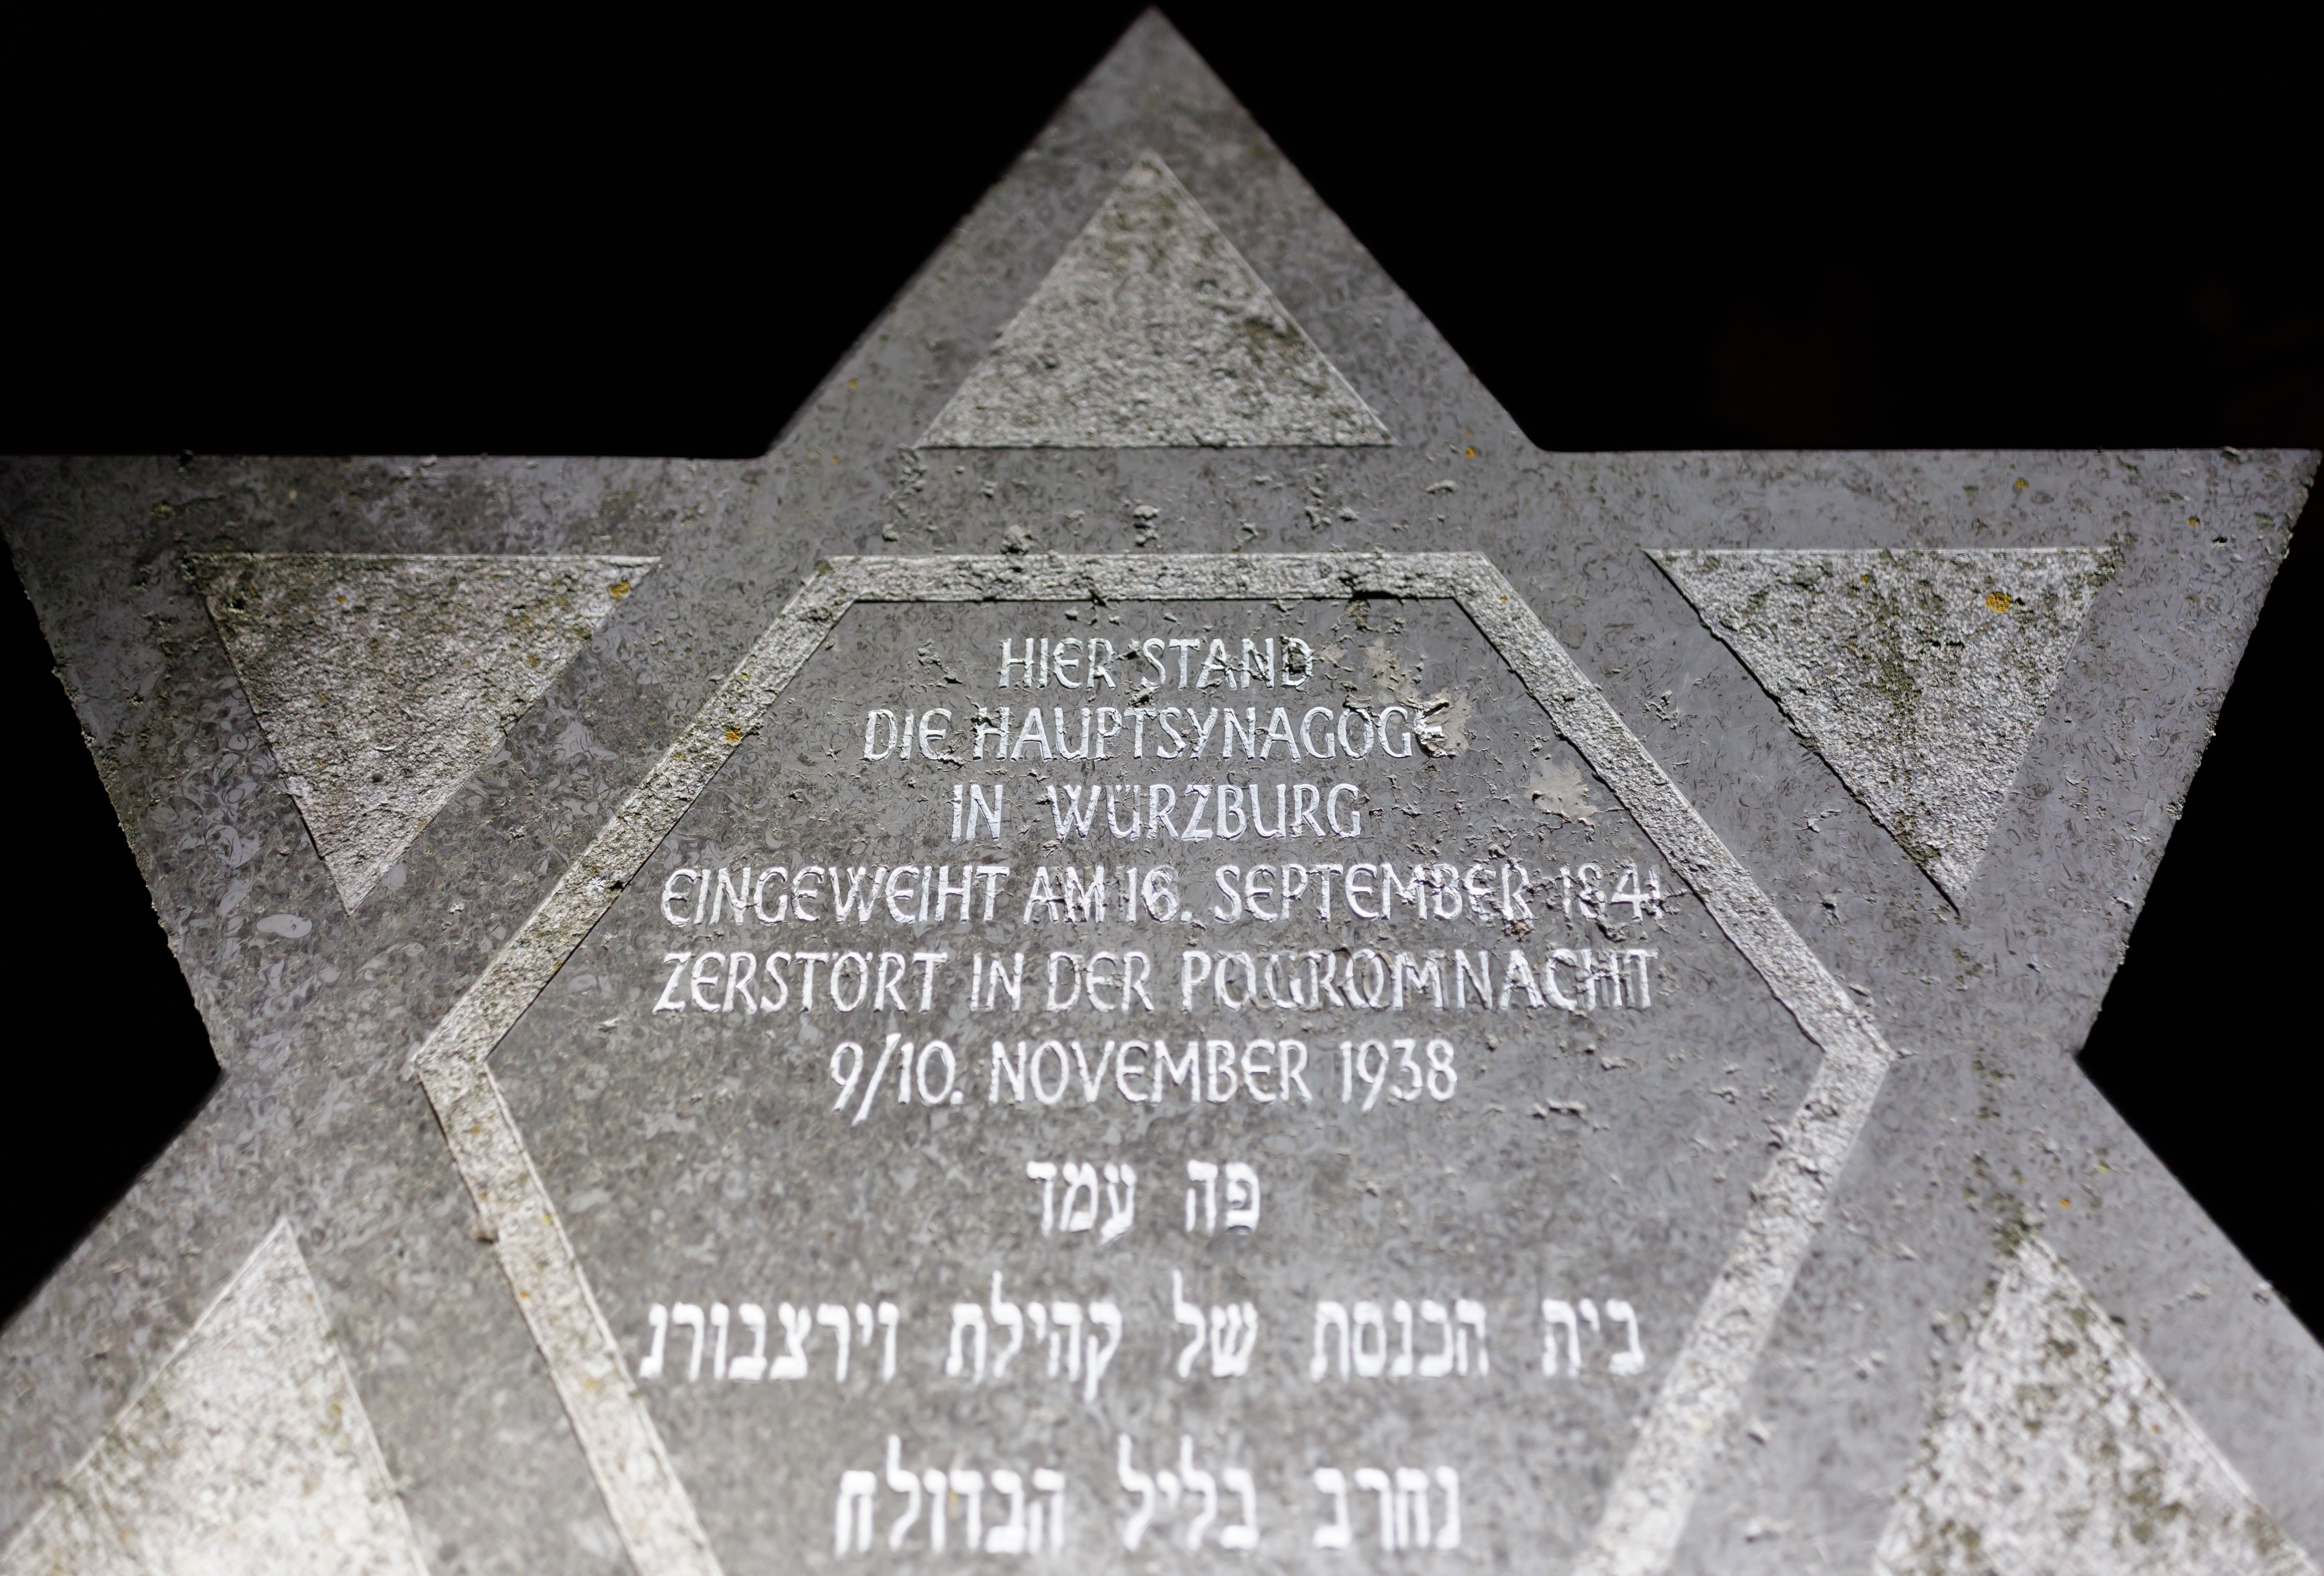 HIER STAND
DIE HAUPTSYNAGOGE
IN WÜRZBURG
EINGEWEIHT AM 16. SEPTEMBER 1841
ZERSTÖRT IN DER POGROMNACHT
9/10. NOVEMBER 1938
פה עמד
בית הכנסת של קהילת וירצבורג
נחרב בליל הבדולח